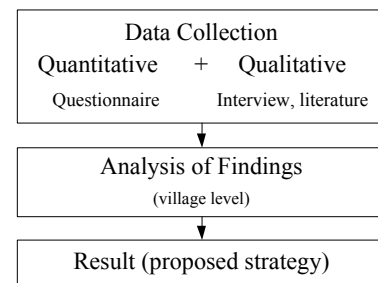 Data Collection
Quantitative + Qualitative
Questionnaire Interview, literature
Analysis of Findings
(village level)
Result (proposed strategy)